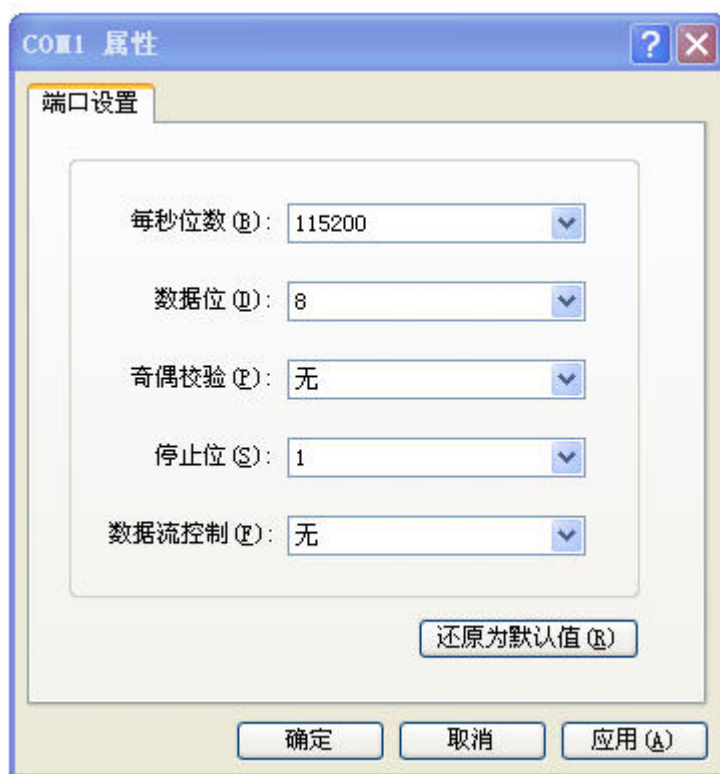 COM1 属性
端口设置
每秒位数(B): 115200
数据位(D): 8
奇偶校验(P): 无
停止位(S): 1
数据流控制(F): 无
还原为默认值(R)
确定 取消 应用(A)